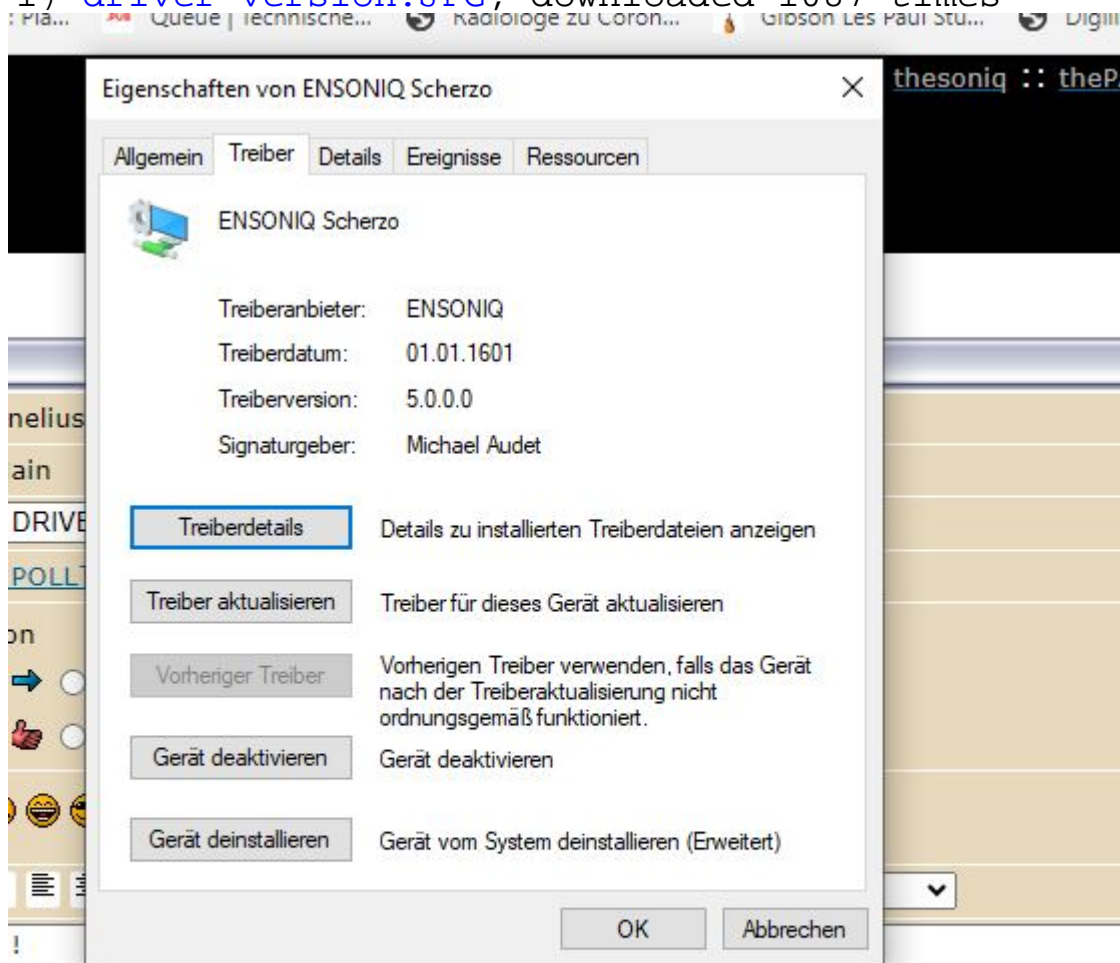 driver version.JPG, downloaded 1087 times
Pla... Queue | Technische... Radiologe zu Coron... Gibson Les Paul Stu...
Eigenschaften von ENSONIQ Scherzo
thesoniq :: theP
Allgemein Treiber Details Ereignisse Ressourcen
ENSONIQ Scherzo
Treiberanbieter: ENSONIQ
Treiberdatum: 01.01.1601
Treiberversion: 5.0.0.0
nelius
Signaturgeber: Michael Audet
ain
DRIVE
Treiberdetails Details zu installierten Treiberdateien anzeigen
POLL
Treiber aktualisieren Treiber für dieses Gerät aktualisieren
on
Vorheriger Treiber Vorherigen Treiber verwenden, falls das Gerät
nach der Treiberaktualisierung nicht
ordnungsgemäß funktioniert.
Gerät deaktivieren Gerät deaktivieren
Gerät deinstallieren Gerät vom System deinstallieren (Erweitert)
OK Abbrechen
!